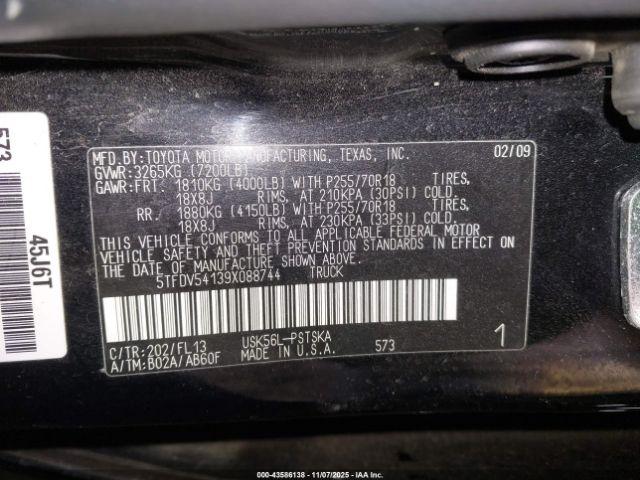 MFD.BY:TOYOTA MOTOR MANUFACTURING, TEXAS, INC. 02/09
GVWR:3265KG (7200LB)
GAWR:FRT. 1810KG (4000LB) WITH P255/70R18 TIRES,
18X8J RIMS, AT 210KPA (30PSI) COLD.
RR. 1880KG (4150LB) WITH P255/70R18 TIRES,
18X8J RIMS, AT 230KPA (33PSI) COLD.
THIS VEHICLE CONFORMS TO ALL APPLICABLE FEDERAL MOTOR
VEHICLE SAFETY AND THEFT PREVENTION STANDARDS IN EFFECT ON
THE DATE OF MANUFACTURE SHOWN ABOVE.
5TFDV54139X088744 TRUCK
C/TR:202/FL13 USK56L-PSTSKA
A/TM:B02A/AB60F MADE IN U.S.A. 573 1
573
45J6T
000-43586138 - 11/07/2025 - IAAI.com